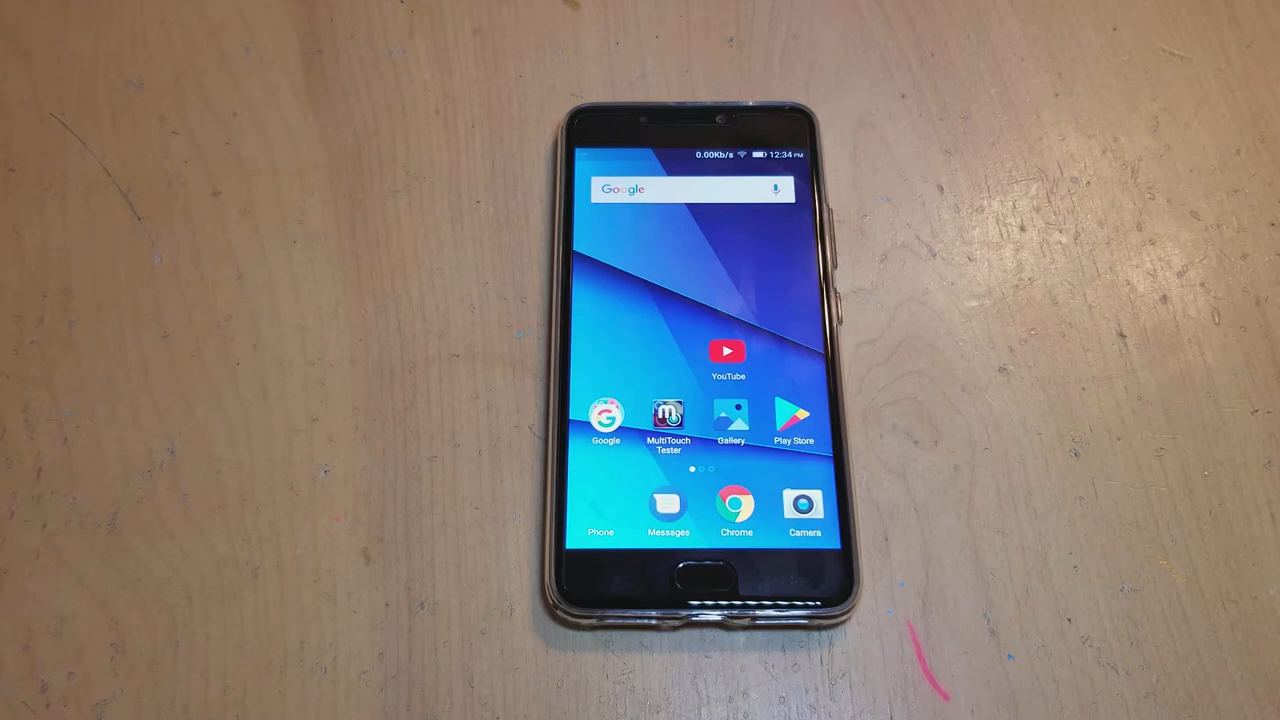 0.00Kb/s 12:34 PM
Google
YouTube
Google MultiTouch Tester Gallery Play Store
Phone Messages Chrome Camera